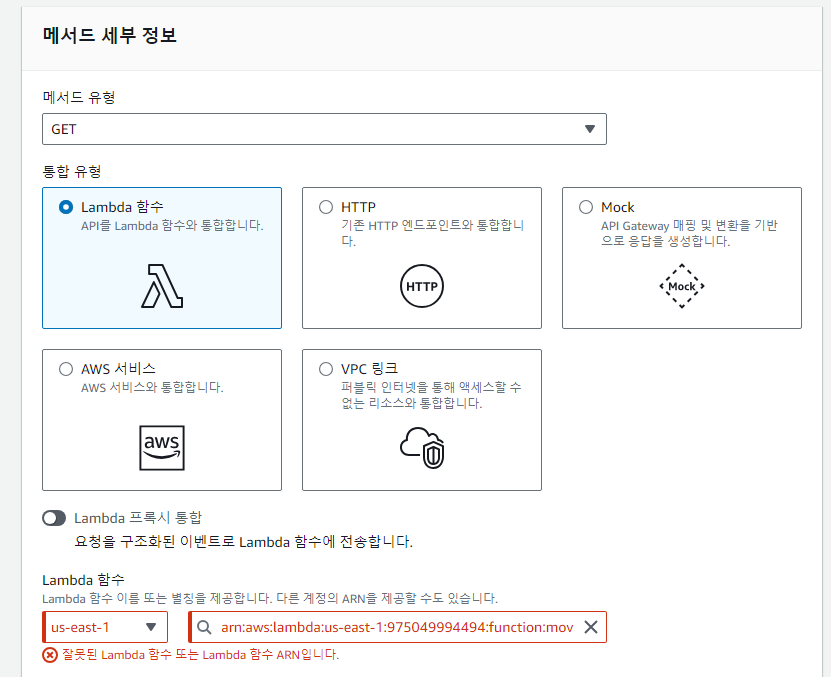 메서드 세부 정보
메서드 유형
GET
통합 유형
Lambda 함수
API를 Lambda 함수와 통합합니다.
HTTP
기존 HTTP 엔드포인트와 통합합니
다.
HTTP
Mock
API Gateway 매핑 및 변환을 기반
으로 응답을 생성합니다.
Mock
AWS 서비스
AWS 서비스와 통합합니다.
aws
VPC 링크
퍼블릭 인터넷을 통해 액세스할 수
없는 리소스와 통합합니다.
Lambda 프록시 통합
요청을 구조화된 이벤트로 Lambda 함수에 전송합니다.
Lambda 함수
Lambda 함수 이름 또는 별칭을 제공합니다. 다른 계정의 ARN을 제공할 수도 있습니다.
us-east-1
arn:aws:lambda:us-east-1:975049994494:function:mov
잘못된 Lambda 함수 또는 Lambda 함수 ARN입니다.